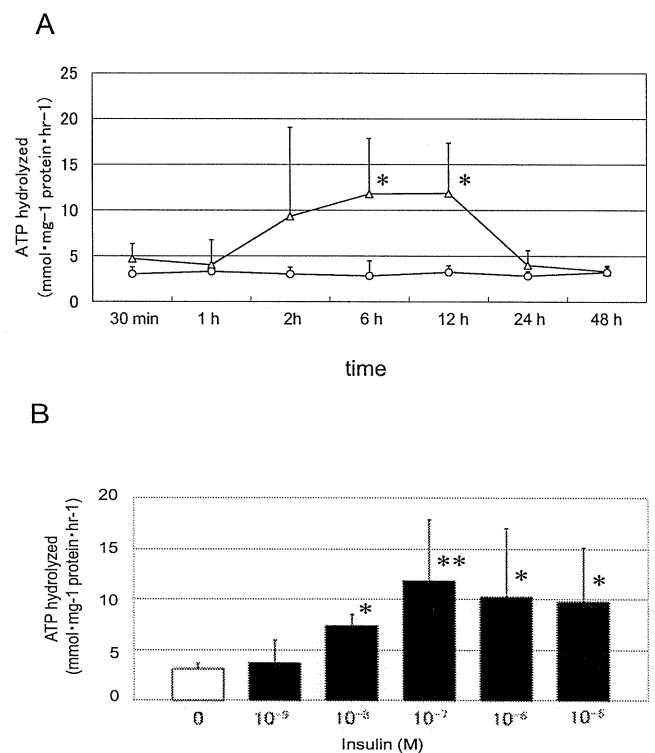 A
ATP hydrolyzed
(mmol・mg-1 protein・hr-1)
25
20
15
10
5
0
*
*
30 min
1 h
2h
6 h
12 h
24 h
48 h
time
B
ATP hydrolyzed
(mmol・mg-1 protein・hr-1)
20
15
10
5
0
*
**
*
*
0
10⁻⁹
10⁻⁸
10⁻⁷
10⁻⁶
10⁻⁵
Insulin (M)